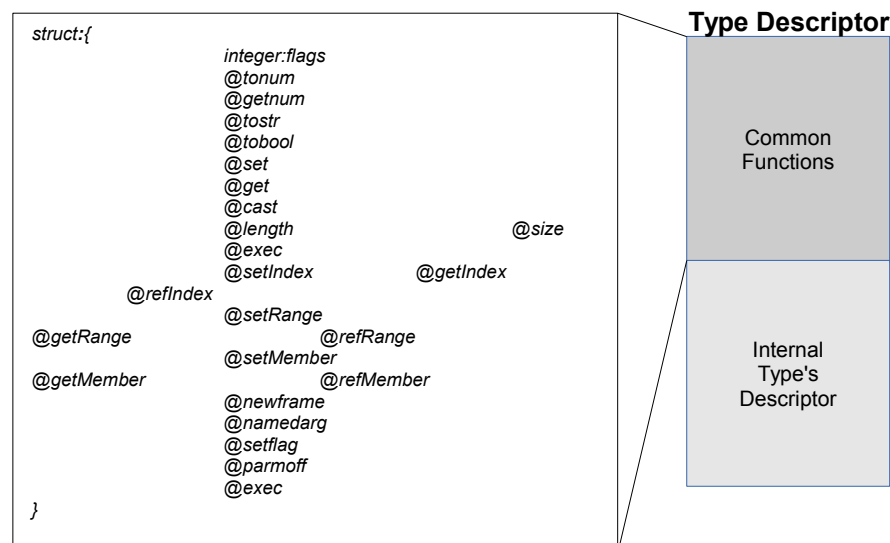 struct:{
integer:flags
@tonum
@getnum
@tostr
@tobool
@set
@get
@cast
@length @size
@exec
@setIndex @getIndex
@refIndex
@setRange
@getRange @refRange
@setMember
@getMember @refMember
@newframe
@namedarg
@setflag
@parmoff
@exec
}
Type Descriptor
Common
Functions
Internal
Type's
Descriptor